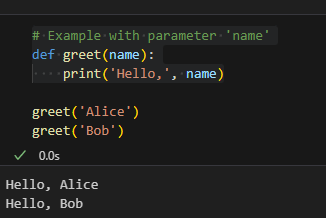 # Example with parameter 'name'
def greet(name):
    print('Hello,', name)
greet('Alice')
greet('Bob')
0.0s
Hello, Alice
Hello, Bob